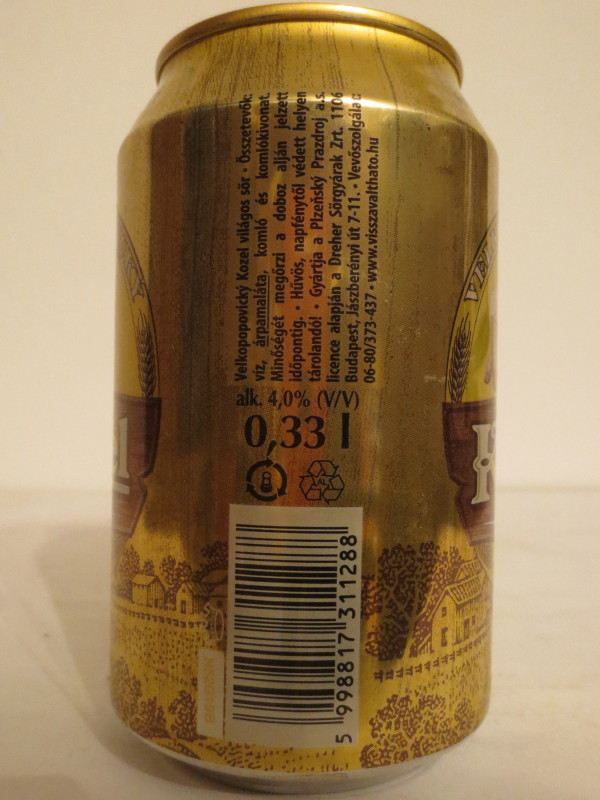 Velkopopovický Kozel világos sör • Összetevők:
víz, árpamaláta, komló és komlókivonat.
Minőségét megőrzi a doboz alján jelzett
időpontig. • Hűvös, napfénytől védett helyen
tárolandó! • Gyártja a Plzeňský Prazdroj a.s.
licence alapján a Dreher Sörgyárak Zrt. 1106
Budapest, Jászberényi út 7-11. • Vevőszolgálat:
06-80/373-437 • www.visszavalthato.hu
alk. 4,0% (V/V)
0,33 l
AL
5 998817 311288